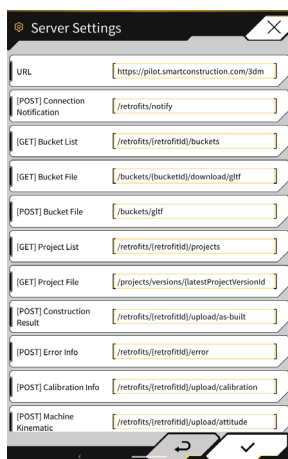 Server Settings
URL
https://pilot.smartconstruction.com/3dm
[POST] Connection
Notification
/retrofits/notify
[GET] Bucket List
/retrofits/{retrofitId}/buckets
[GET] Bucket File
/buckets/{bucketId}/download/gltf
[POST] Bucket File
/buckets/gltf
[GET] Project List
/retrofits/{retrofitId}/projects
[GET] Project File
/projects/versions/{latestProjectVersionId
[POST] Construction
Result
/retrofits/{retrofitId}/upload/as-built
[POST] Error Info
/retrofits/{retrofitId}/error
[POST] Calibration Info
/retrofits/{retrofitId}/upload/calibration
[POST] Machine
Kinematic
/retrofits/{retrofitId}/upload/attitude